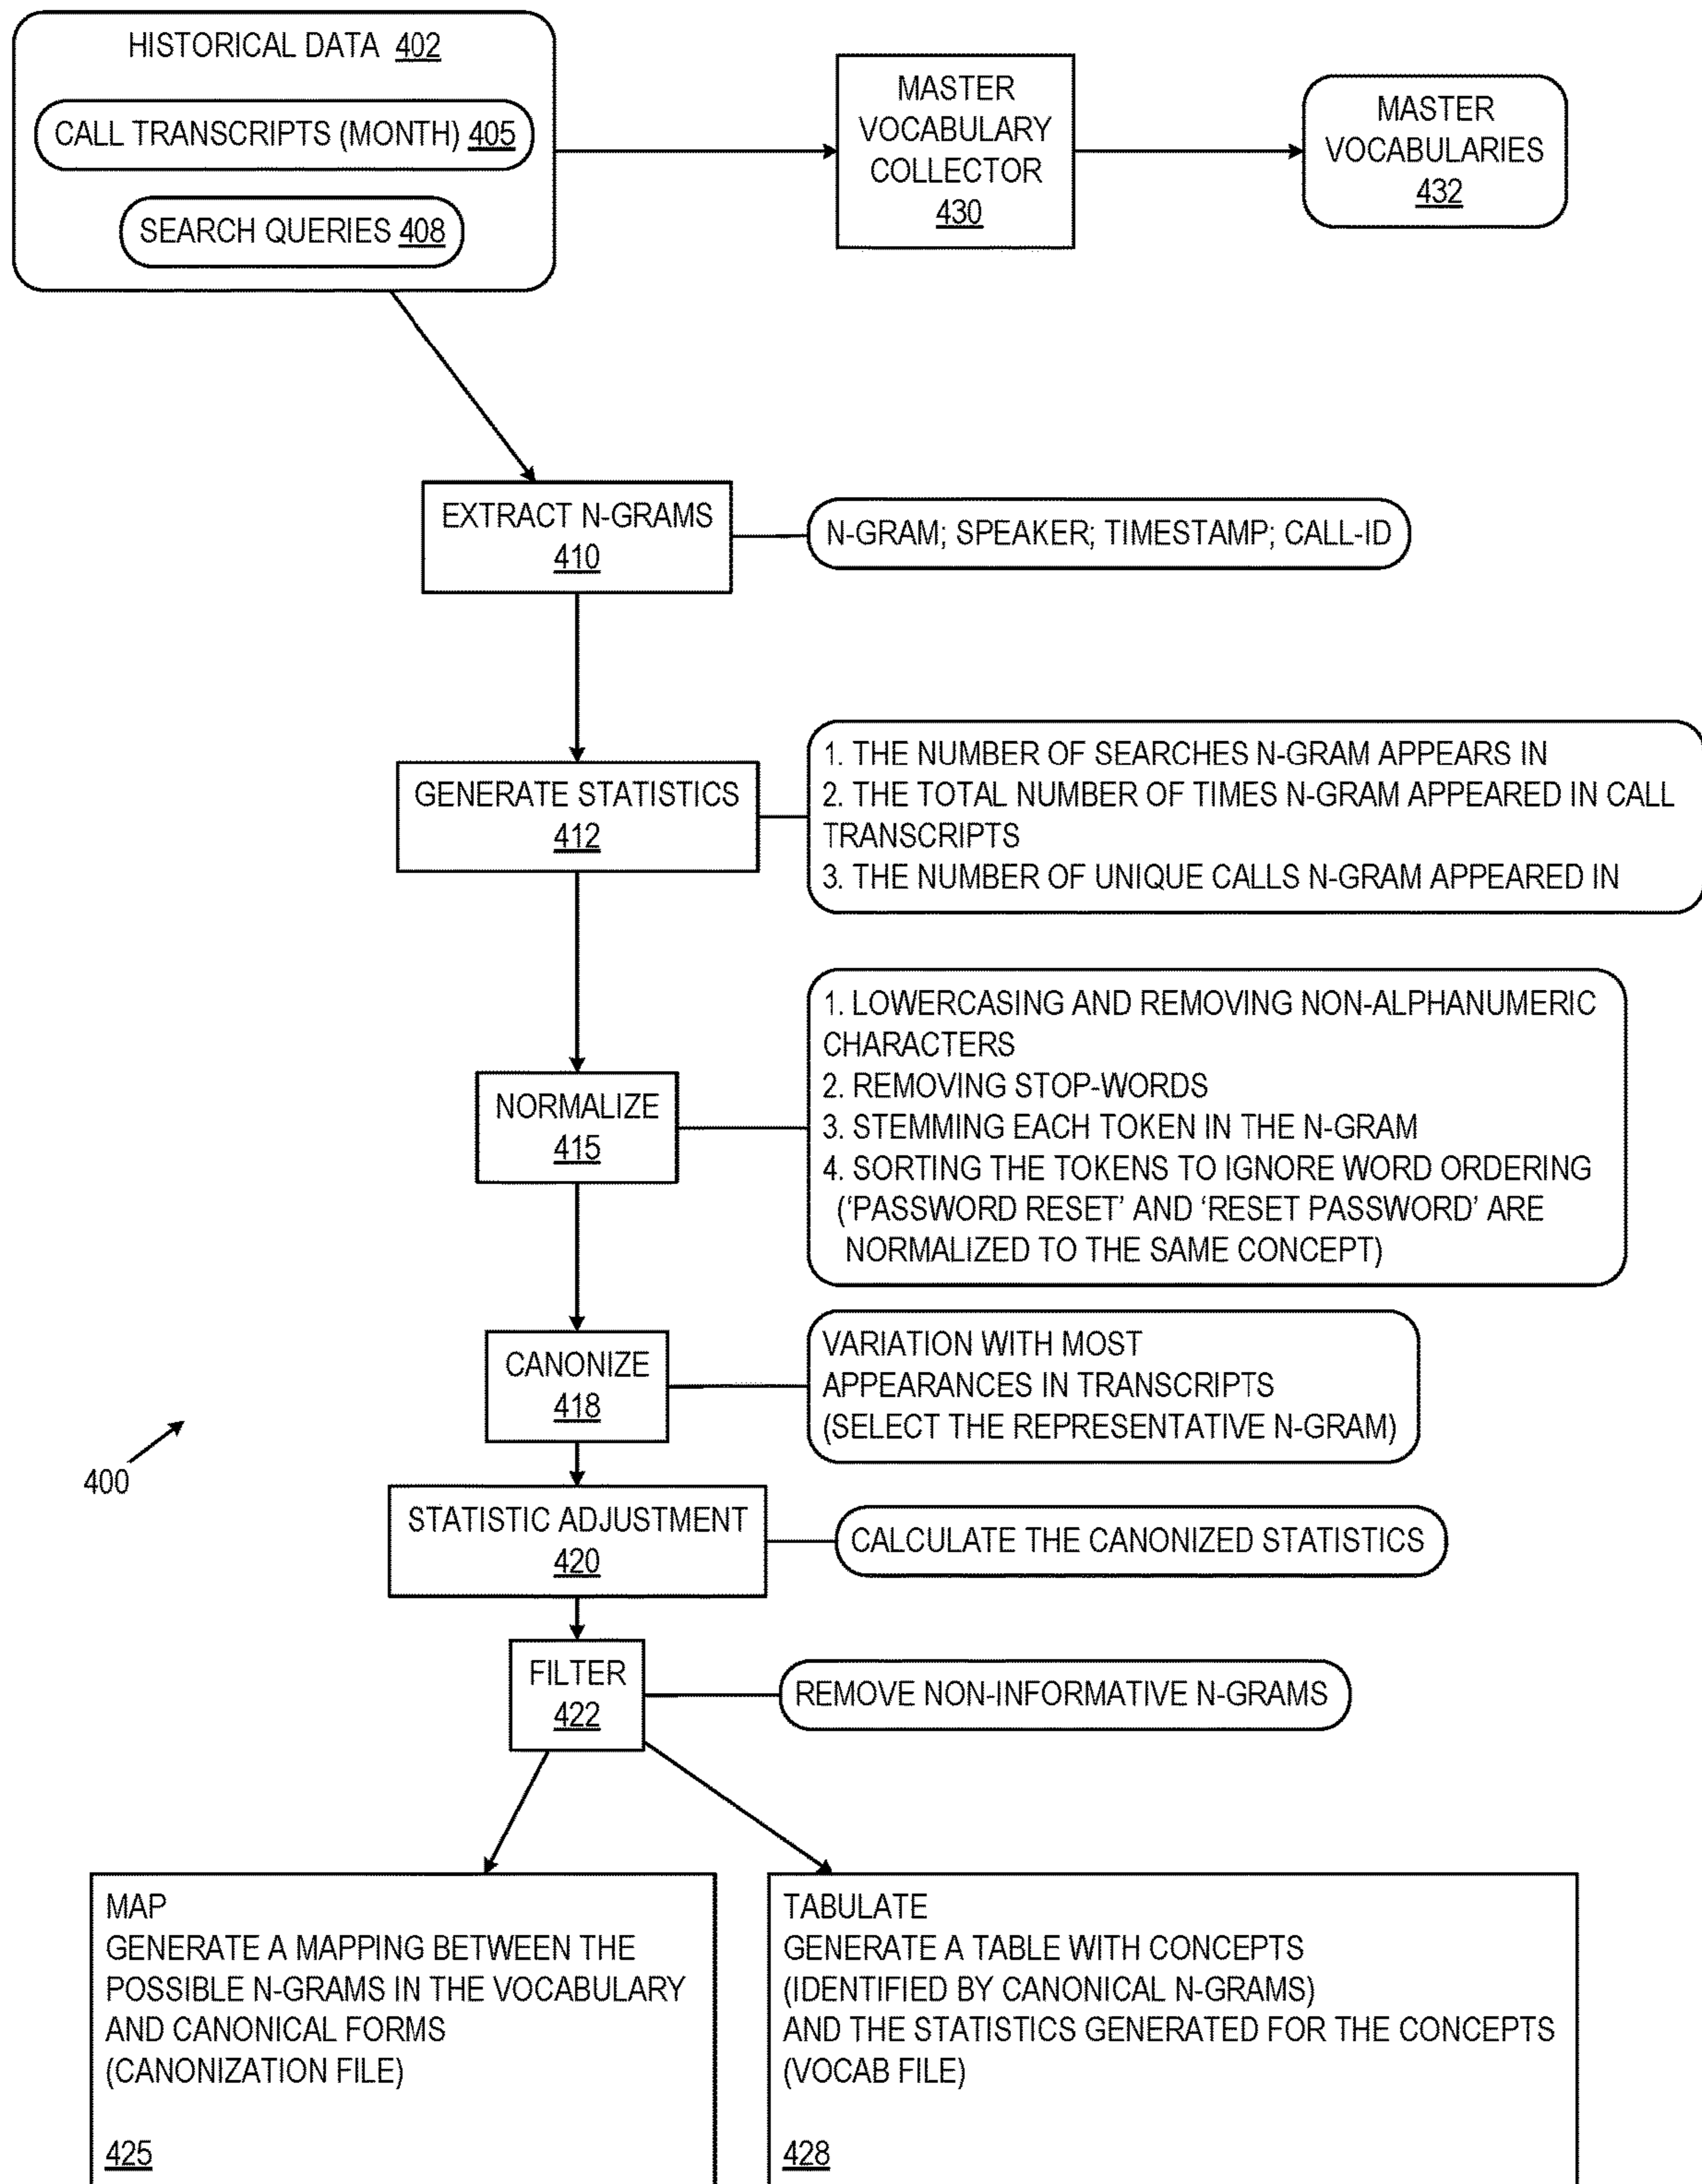 HISTORICAL DATA 402
CALL TRANSCRIPTS (MONTH) 405
SEARCH QUERIES 408
MASTER
VOCABULARY
COLLECTOR
430
MASTER
VOCABULARIES
432
EXTRACT N-GRAMS
410
N-GRAM; SPEAKER; TIMESTAMP; CALL-ID
GENERATE STATISTICS
412
1. THE NUMBER OF SEARCHES N-GRAM APPEARS IN
2. THE TOTAL NUMBER OF TIMES N-GRAM APPEARED IN CALL
TRANSCRIPTS
3. THE NUMBER OF UNIQUE CALLS N-GRAM APPEARED IN
NORMALIZE
415
1. LOWERCASING AND REMOVING NON-ALPHANUMERIC
CHARACTERS
2. REMOVING STOP-WORDS
3. STEMMING EACH TOKEN IN THE N-GRAM
4. SORTING THE TOKENS TO IGNORE WORD ORDERING
(‘PASSWORD RESET’ AND ‘RESET PASSWORD’ ARE
NORMALIZED TO THE SAME CONCEPT)
CANONIZE
418
VARIATION WITH MOST
APPEARANCES IN TRANSCRIPTS
(SELECT THE REPRESENTATIVE N-GRAM)
400
STATISTIC ADJUSTMENT
420
CALCULATE THE CANONIZED STATISTICS
FILTER
422
REMOVE NON-INFORMATIVE N-GRAMS
MAP
GENERATE A MAPPING BETWEEN THE
POSSIBLE N-GRAMS IN THE VOCABULARY
AND CANONICAL FORMS
(CANONIZATION FILE)
425
TABULATE
GENERATE A TABLE WITH CONCEPTS
(IDENTIFIED BY CANONICAL N-GRAMS)
AND THE STATISTICS GENERATED FOR THE CONCEPTS
(VOCAB FILE)
428